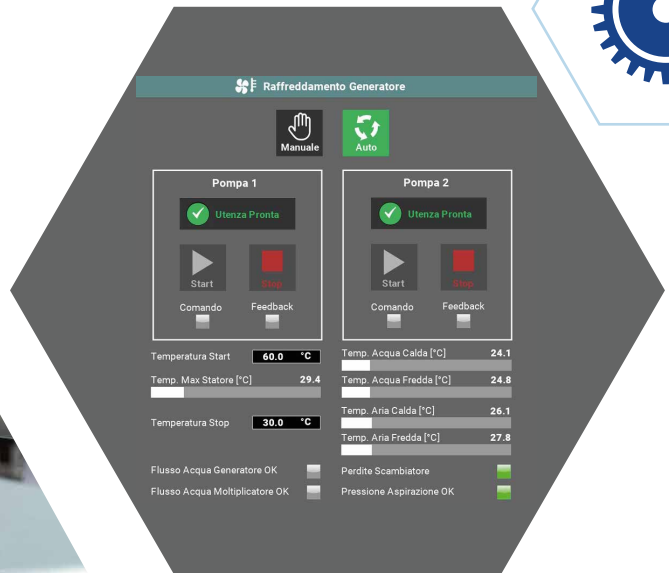 Raffreddamento Generatore
Manuale
Auto
Pompa 1
Utenza Pronta
Start
Stop
Comando
Feedback
Pompa 2
Utenza Pronta
Start
Stop
Comando
Feedback
Temperatura Start 60.0 °C
Temp. Max Statore [°C] 29.4
Temperatura Stop 30.0 °C
Temp. Acqua Calda [°C] 24.1
Temp. Acqua Fredda [°C] 24.8
Temp. Aria Calda [°C] 26.1
Temp. Aria Fredda [°C] 27.8
Flusso Acqua Generatore OK
Flusso Acqua Moltiplicatore OK
Perdite Scambiatore
Pressione Aspirazione OK